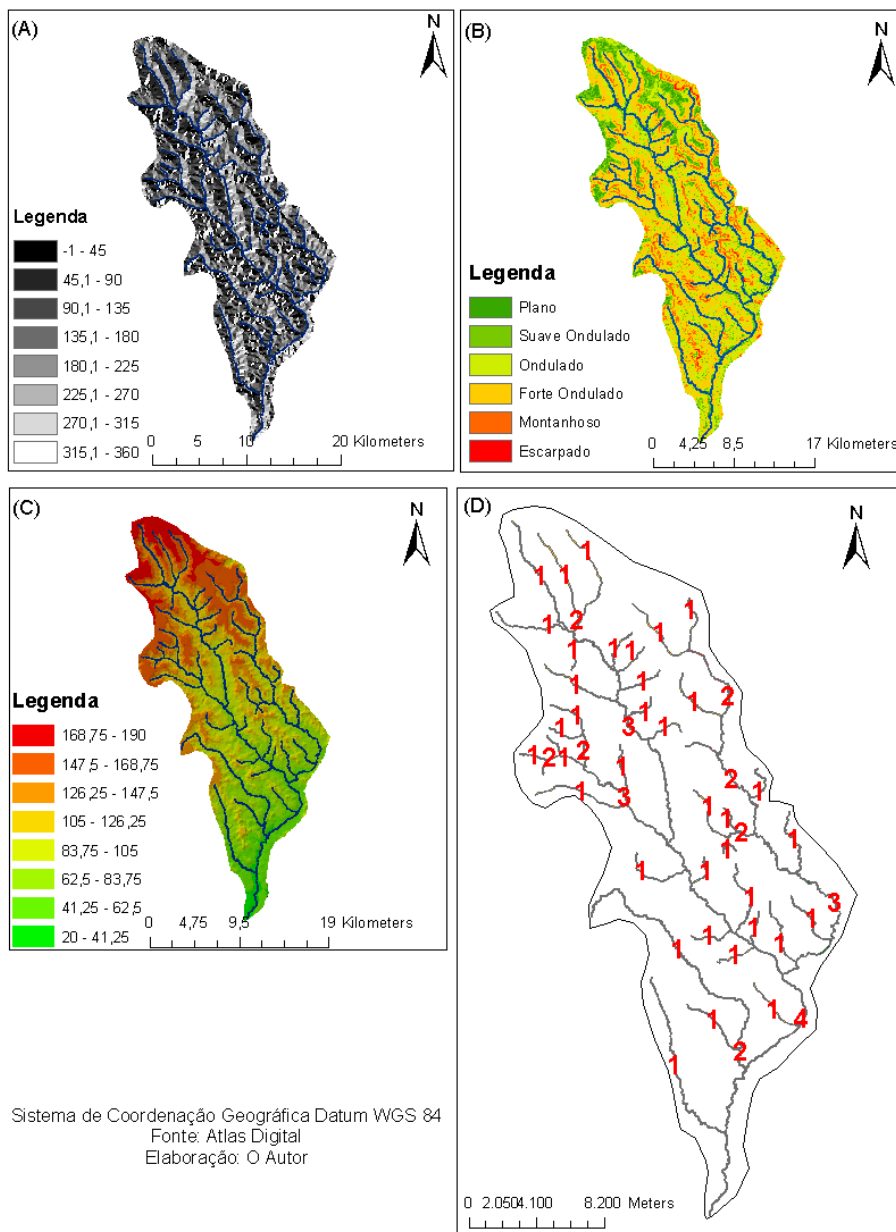 (A)
N
Legenda
-1 - 45
45,1 - 90
90,1 - 135
135,1 - 180
180,1 - 225
225,1 - 270
270,1 - 315
315,1 - 360
0 5 10 20 Kilometers
(B)
N
Legenda
Plano
Suave Ondulado
Ondulado
Forte Ondulado
Montanhoso
Escarpado
0 4,25 8,5 17 Kilometers
(C)
N
Legenda
168,75 - 190
147,5 - 168,75
126,25 - 147,5
105 - 126,25
83,75 - 105
62,5 - 83,75
41,25 - 62,5
20 - 41,25
0 4,75 9,5 19 Kilometers
(D)
N
1
1 1
1
1 2 1
1 1 1
1 1
1 2
1 1
3 1
1
1 2 1 2 1
2
1 3 1
1
1 2
1 1
1 1
1
3
1
1 1
1 1
1
1
1 4
2
1
0 2.0504.100 8.200 Meters
Sistema de Coordenação Geográfica Datum WGS 84
Fonte: Atlas Digital
Elaboração: O Autor